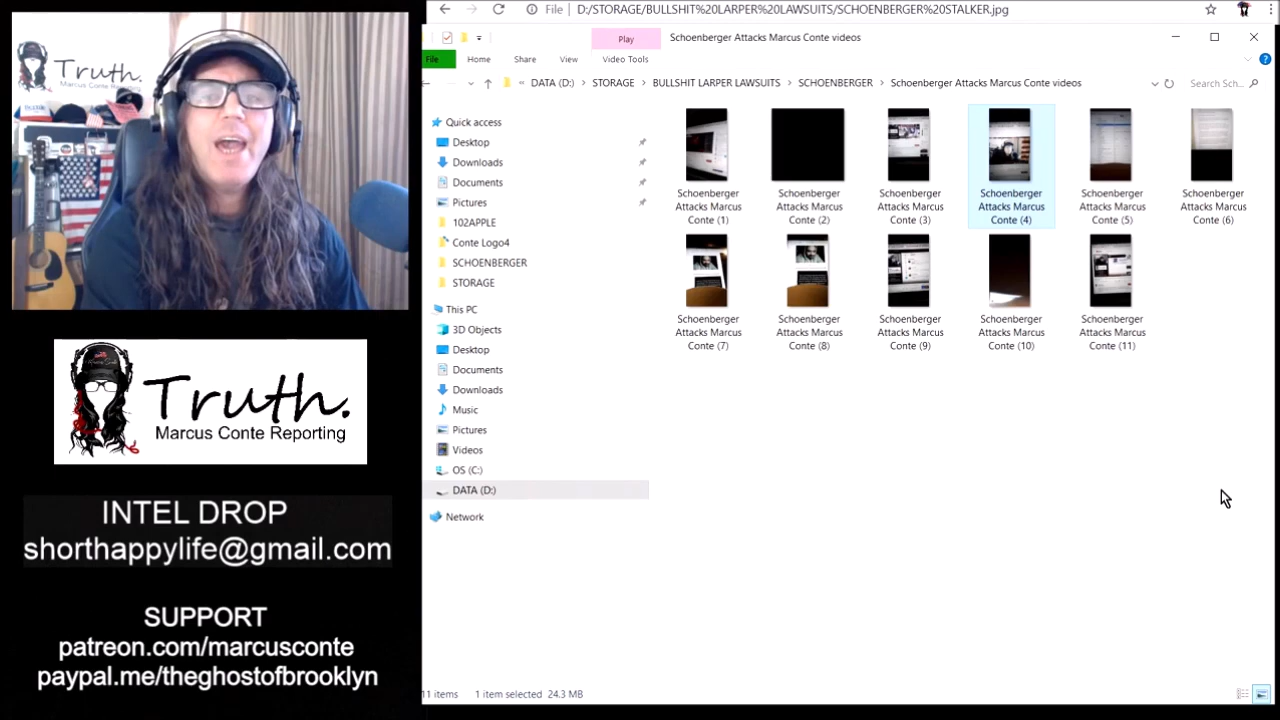 File | D:/STORAGE/BULLSHIT%20LARPER%20LAWSUITS/SCHOENBERGER%20STALKER.jpg
Play
Schoenberger Attacks Marcus Conte videos
File
Home
Share
View
Video Tools
« DATA (D:) > STORAGE > BULLSHIT LARPER LAWSUITS > SCHOENBERGER > Schoenberger Attacks Marcus Conte videos
Search Sch...
Quick access
Desktop
Downloads
Documents
Pictures
102APPLE
Conte Logo4
SCHOENBERGER
STORAGE
This PC
3D Objects
Desktop
Documents
Downloads
Music
Pictures
Videos
OS (C:)
DATA (D:)
Network
Schoenberger
Attacks Marcus
Conte (1)
Schoenberger
Attacks Marcus
Conte (2)
Schoenberger
Attacks Marcus
Conte (3)
Schoenberger
Attacks Marcus
Conte (4)
Schoenberger
Attacks Marcus
Conte (5)
Schoenberger
Attacks Marcus
Conte (6)
Schoenberger
Attacks Marcus
Conte (7)
Schoenberger
Attacks Marcus
Conte (8)
Schoenberger
Attacks Marcus
Conte (9)
Schoenberger
Attacks Marcus
Conte (10)
Schoenberger
Attacks Marcus
Conte (11)
11 items
1 item selected 24.3 MB
Truth.
Marcus Conte
Truth.
Marcus Conte Reporting
INTEL DROP
shorthappylife@gmail.com
SUPPORT
patreon.com/marcusconte
paypal.me/theghostofbrooklyn